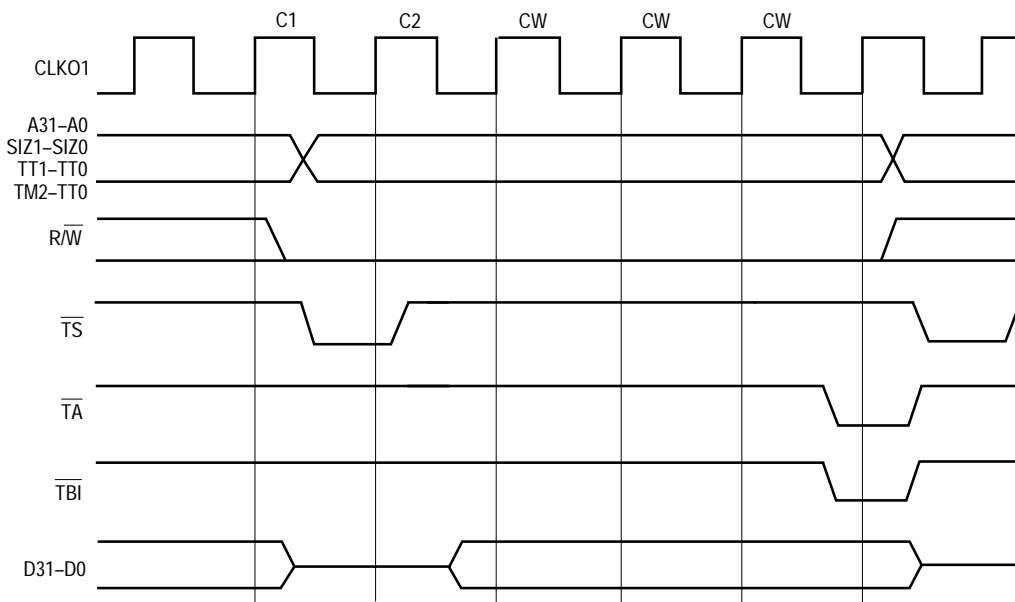 C1 C2 CW CW CW
CLKO1
A31–A0
SIZ1–SIZ0
TT1–TT0
TM2–TT0
R/W
TS
TA
TBI
D31–D0